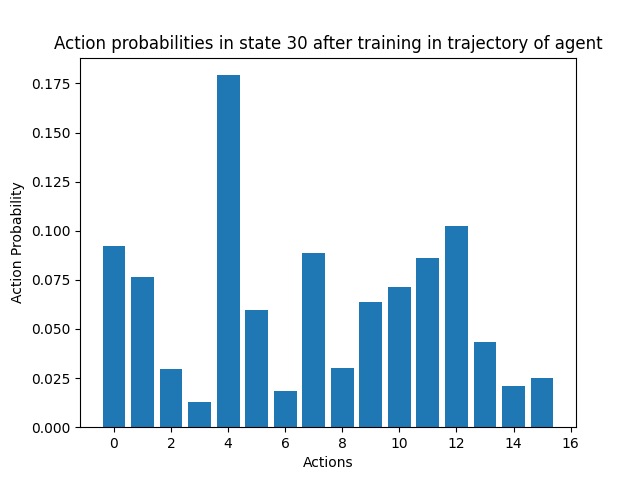 Action probabilities in state 30 after training in trajectory of agent
0.175
0.150
0.125
0.100
0.075
0.050
0.025
0.000
Action Probability
0 2 4 6 8 10 12 14 16
Actions